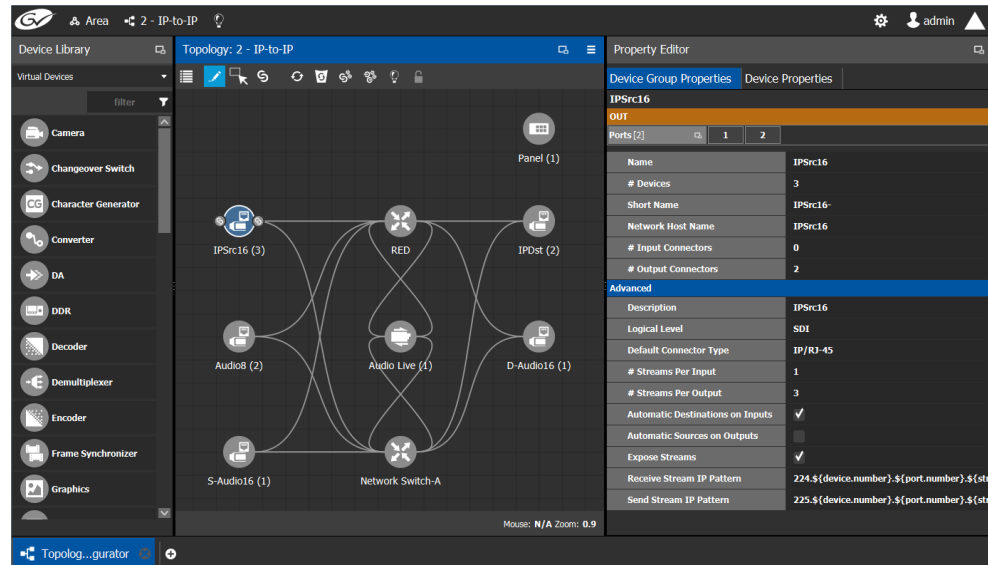 GV Area 2 - IP-to-IP admin
Device Library
Topology: 2 - IP-to-IP
Property Editor
Virtual Devices
filter
Camera
Changeover Switch
CG Character Generator
Converter
DA
DDR
Decoder
Demultiplexer
Encoder
Frame Synchronizer
Graphics
Panel (1)
IPSrc16 (3)
RED
IPDst (2)
Audio8 (2)
Audio Live (1)
D-Audio16 (1)
S-Audio16 (1)
Network Switch-A
Mouse: N/A Zoom: 0.9
Device Group Properties Device Properties
IPSrc16
OUT
Ports [2] 1 2
Name IPSrc16
# Devices 3
Short Name IPSrc16-
Network Host Name IPSrc16
# Input Connectors 0
# Output Connectors 2
Advanced
Description IPSrc16
Logical Level SDI
Default Connector Type IP/RJ-45
# Streams Per Input 1
# Streams Per Output 3
Automatic Destinations on Inputs
Automatic Sources on Outputs
Expose Streams
Receive Stream IP Pattern 224.${device.number}.${port.number}.${str
Send Stream IP Pattern 225.${device.number}.${port.number}.${str
Topolog...gurator